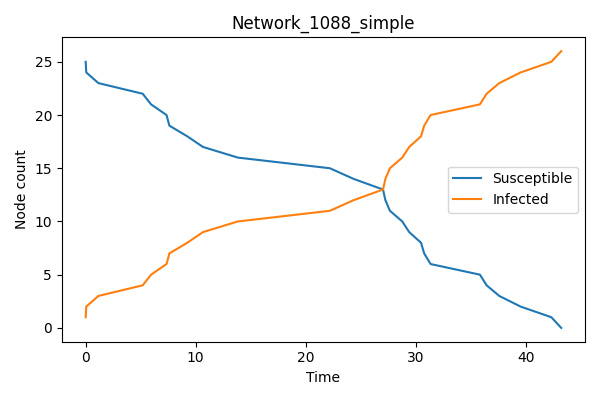 Network_1088_simple
Node count
25
20
15
10
5
0
Susceptible
Infected
0 10 20 30 40
Time